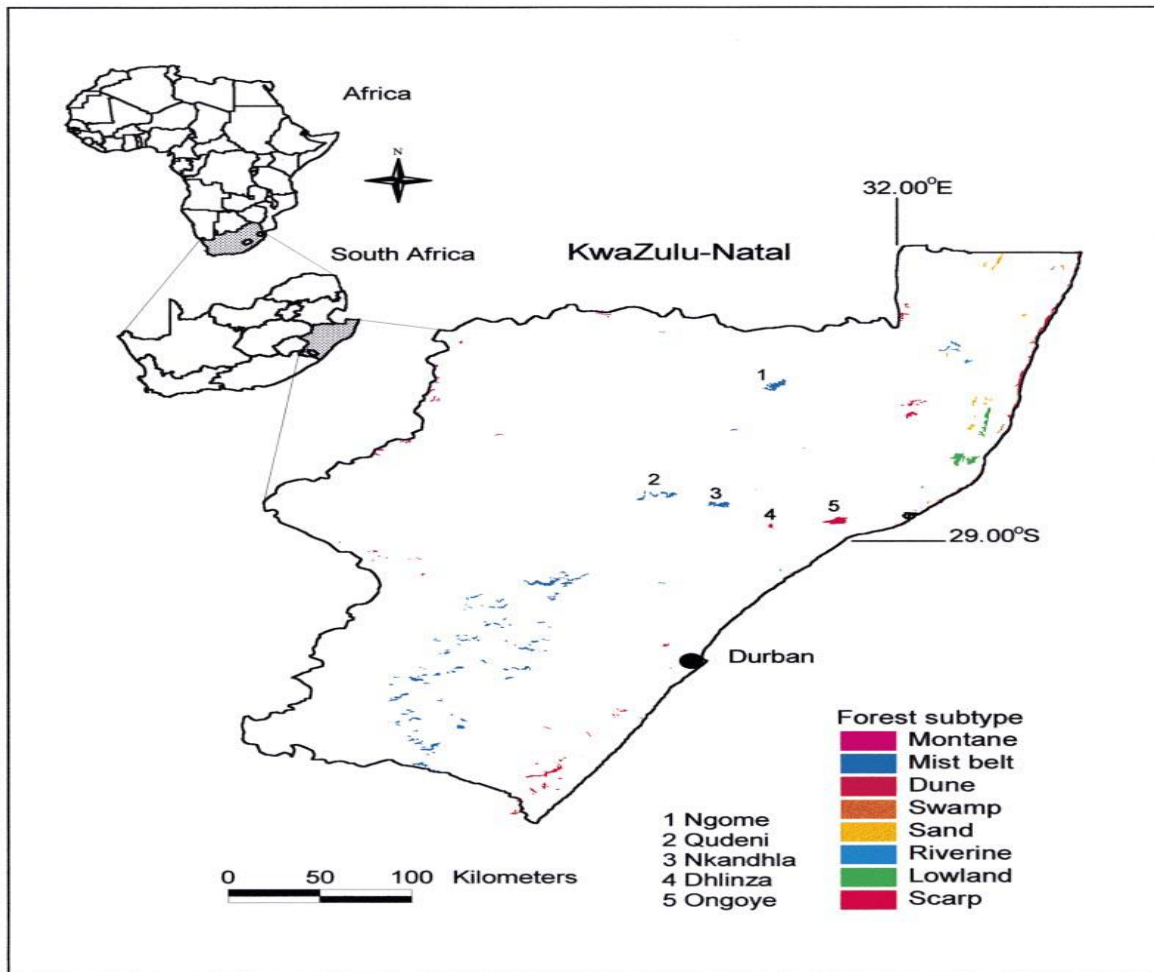 Africa
N
32.00°E
South Africa
KwaZulu-Natal
1
2
3
4
5
29.00°S
Durban
Forest subtype
Montane
Mist belt
Dune
Swamp
Sand
Riverine
Lowland
Scarp
1 Ngome
2 Qudeni
3 Nkandhla
4 Dhlinza
5 Ongoye
0 50 100 Kilometers